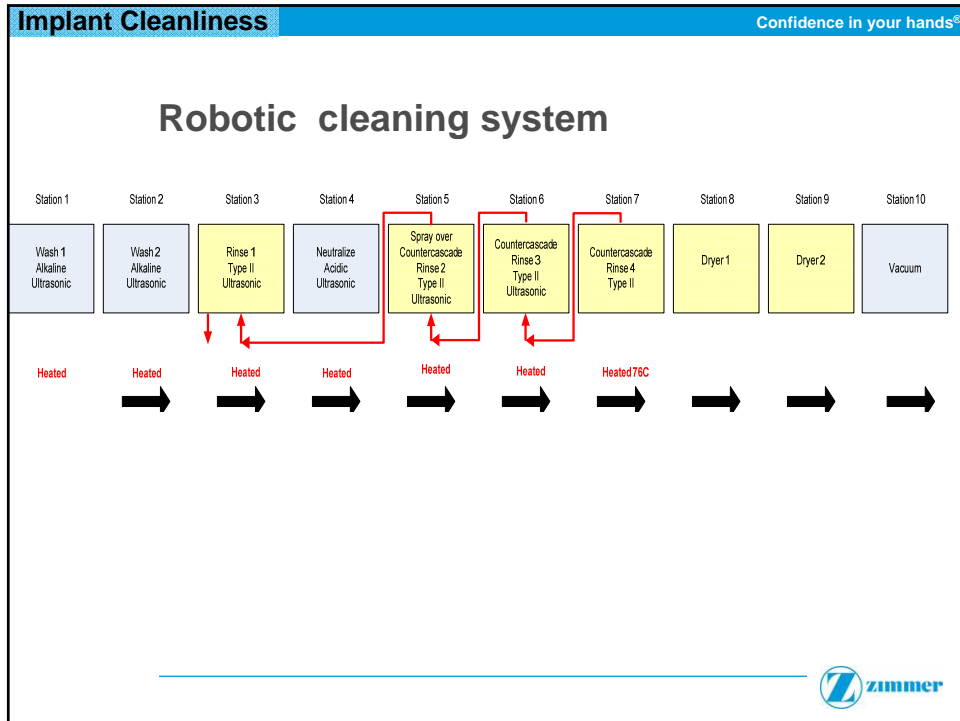 Implant Cleanliness
Confidence in your hands®
Robotic cleaning system
Station 1
Station 2
Station 3
Station 4
Station 5
Station 6
Station 7
Station 8
Station 9
Station 10
Wash 1
Alkaline
Ultrasonic
Wash 2
Alkaline
Ultrasonic
Rinse 1
Type II
Ultrasonic
Neutralize
Acidic
Ultrasonic
Spray over
Countercascade
Rinse 2
Type II
Ultrasonic
Countercascade
Rinse 3
Type II
Ultrasonic
Countercascade
Rinse 4
Type II
Dryer 1
Dryer 2
Vacuum
Heated
Heated
Heated
Heated
Heated
Heated
Heated 76C
zimmer